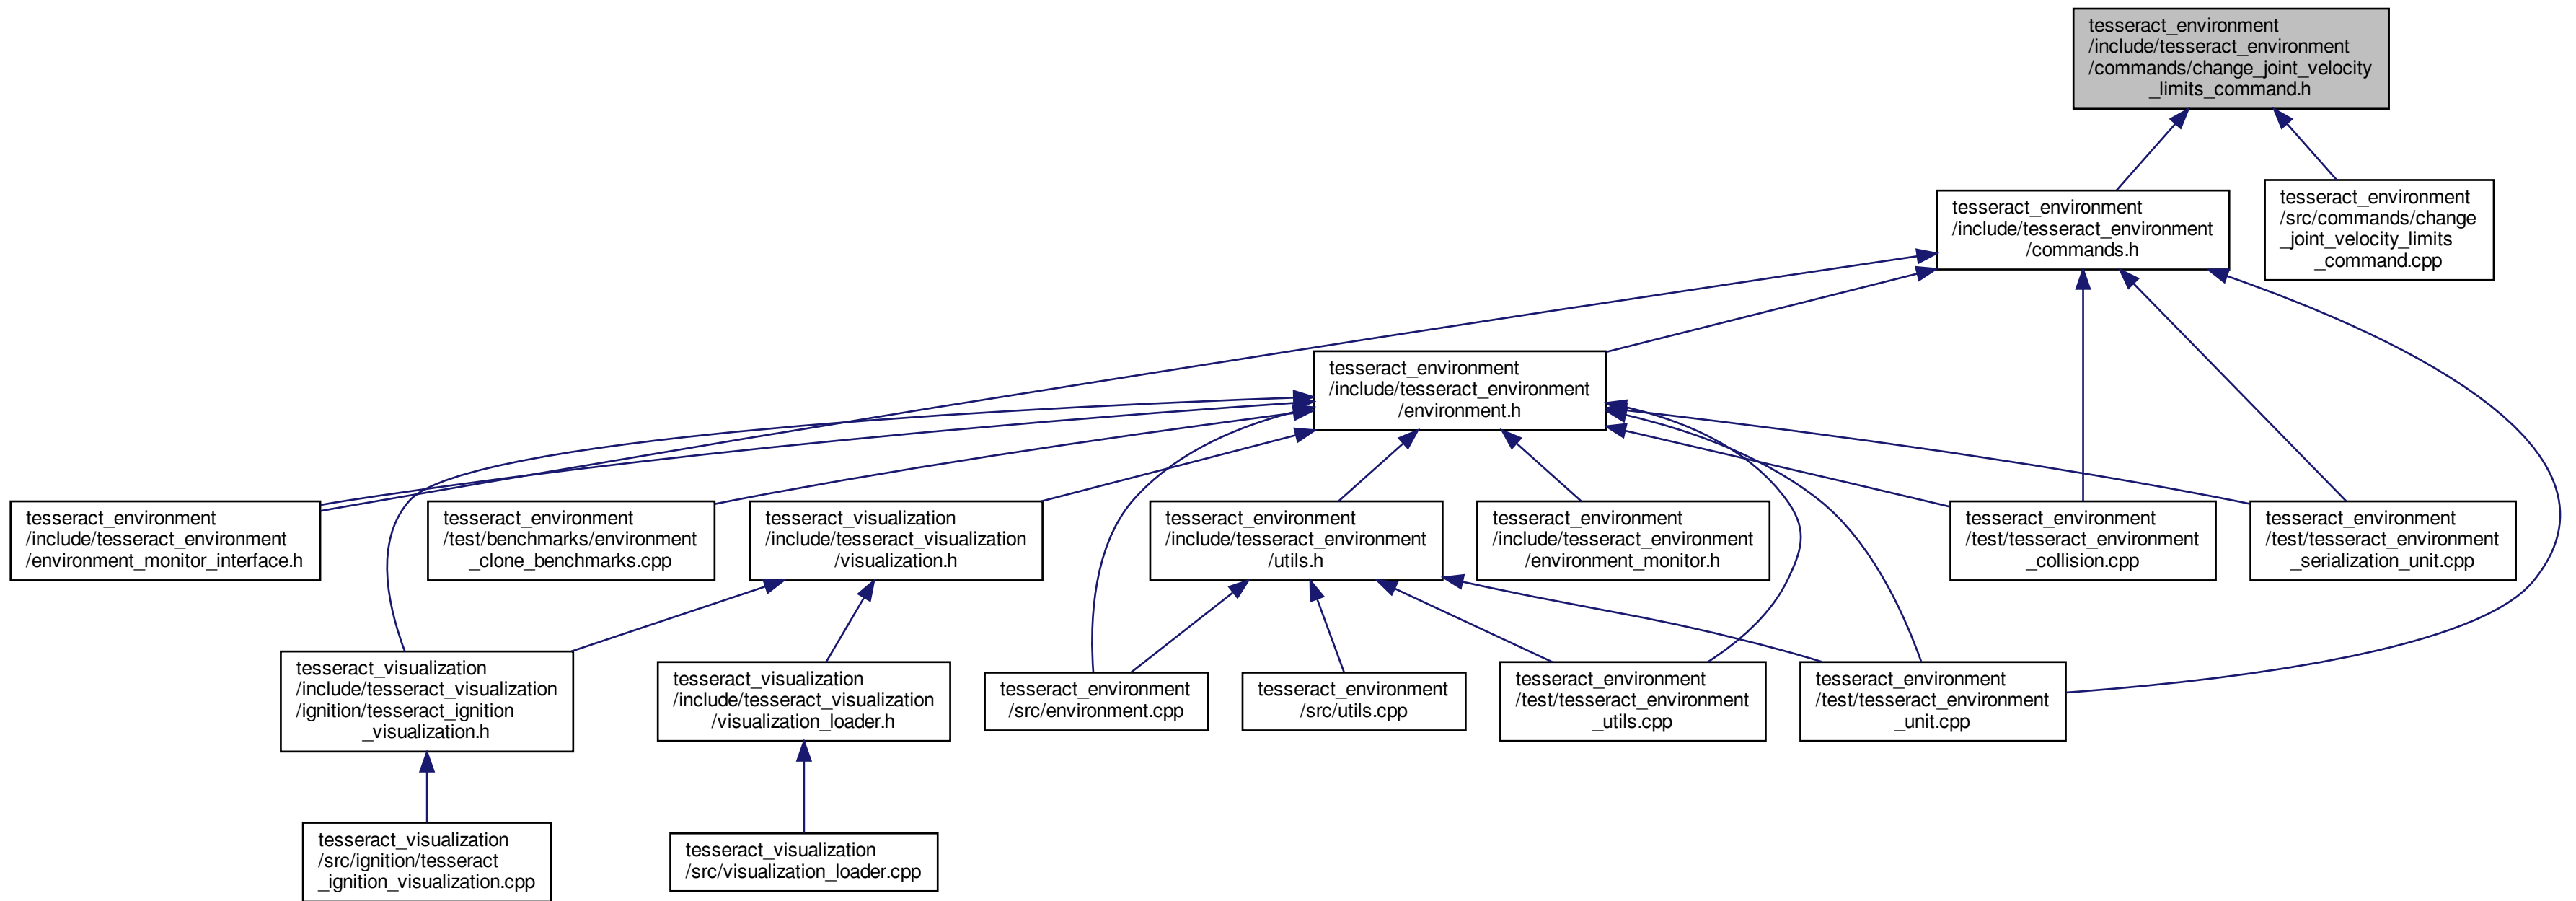 tesseract_environment
/include/tesseract_environment
/commands/change_joint_velocity
_limits_command.h
tesseract_environment
/include/tesseract_environment
/commands.h
tesseract_environment
/src/commands/change
_joint_velocity_limits
_command.cpp
tesseract_environment
/include/tesseract_environment
/environment.h
tesseract_environment
/include/tesseract_environment
/environment_monitor_interface.h
tesseract_environment
/test/benchmarks/environment
_clone_benchmarks.cpp
tesseract_visualization
/include/tesseract_visualization
/visualization.h
tesseract_environment
/include/tesseract_environment
/utils.h
tesseract_environment
/include/tesseract_environment
/environment_monitor.h
tesseract_environment
/test/tesseract_environment
_collision.cpp
tesseract_environment
/test/tesseract_environment
_serialization_unit.cpp
tesseract_visualization
/include/tesseract_visualization
/ignition/tesseract_ignition
_visualization.h
tesseract_visualization
/include/tesseract_visualization
/visualization_loader.h
tesseract_environment
/src/environment.cpp
tesseract_environment
/src/utils.cpp
tesseract_environment
/test/tesseract_environment
_utils.cpp
tesseract_environment
/test/tesseract_environment
_unit.cpp
tesseract_visualization
/src/ignition/tesseract
_ignition_visualization.cpp
tesseract_visualization
/src/visualization_loader.cpp